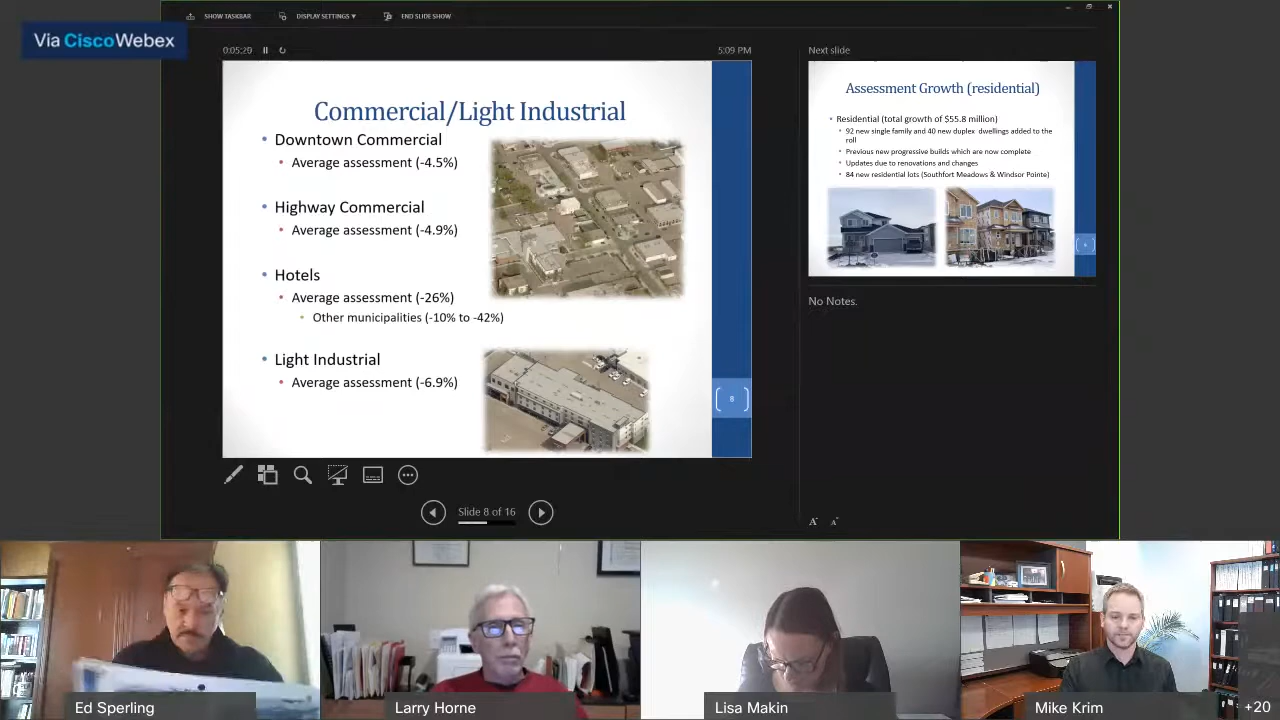 SHOW TASKBAR
DISPLAY SETTINGS ▼
END SLIDE SHOW
Via CiscoWebex
0:05:20
5:09 PM
Commercial/Light Industrial
• Downtown Commercial
• Average assessment (-4.5%)
• Highway Commercial
• Average assessment (-4.9%)
• Hotels
• Average assessment (-26%)
• Other municipalities (-10% to -42%)
• Light Industrial
• Average assessment (-6.9%)
8
Slide 8 of 16
Next slide
Assessment Growth (residential)
• Residential (total growth of $55.8 million)
• 92 new single family and 40 new duplex dwellings added to the
roll
• Previous new progressive builds which are now complete
• Updates due to renovations and changes
• 84 new residential lots (Southfort Meadows & Windsor Pointe)
No Notes.
A A
Ed Sperling
Larry Horne
Lisa Makin
Mike Krim
+20